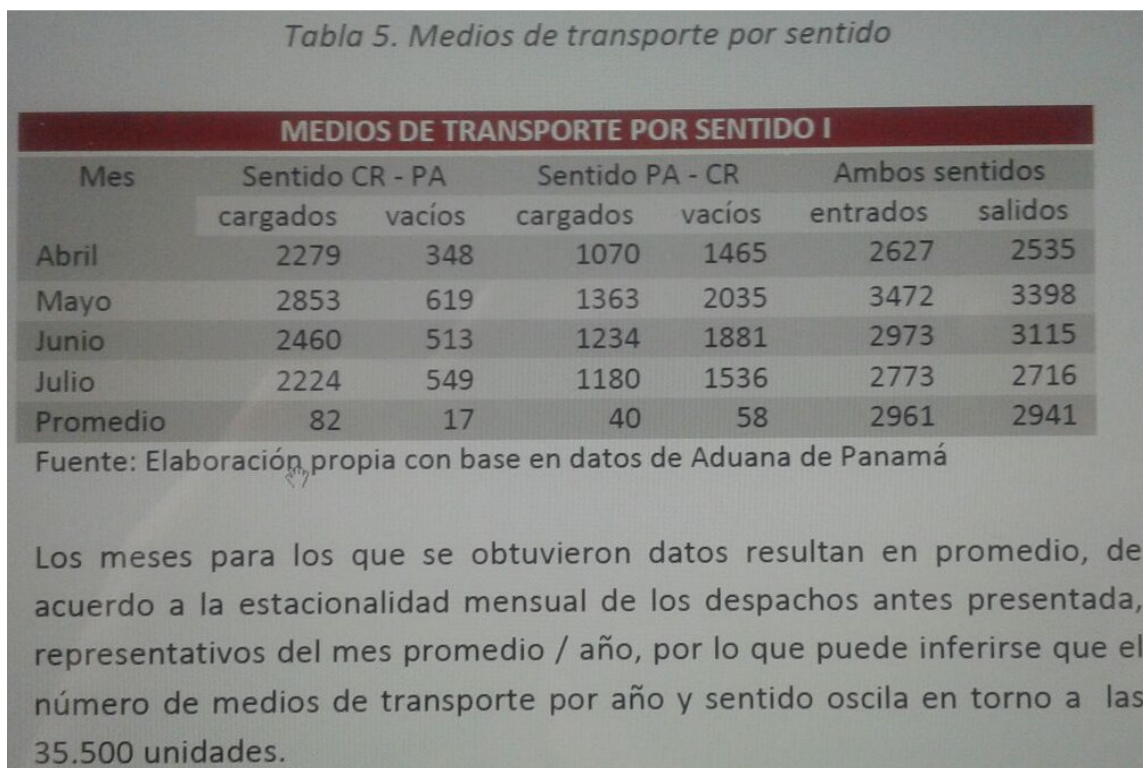 Tabla 5. Medios de transporte por sentido
MEDIOS DE TRANSPORTE POR SENTIDO I
Mes Sentido CR - PA Sentido PA - CR Ambos sentidos
cargados vacíos cargados vacíos entrados salidos
Abril 2279 348 1070 1465 2627 2535
Mayo 2853 619 1363 2035 3472 3398
Junio 2460 513 1234 1881 2973 3115
Julio 2224 549 1180 1536 2773 2716
Promedio 82 17 40 58 2961 2941
Fuente: Elaboración propia con base en datos de Aduana de Panamá
Los meses para los que se obtuvieron datos resultan en promedio, de
acuerdo a la estacionalidad mensual de los despachos antes presentada,
representativos del mes promedio / año, por lo que puede inferirse que el
número de medios de transporte por año y sentido oscila en torno a las
35.500 unidades.